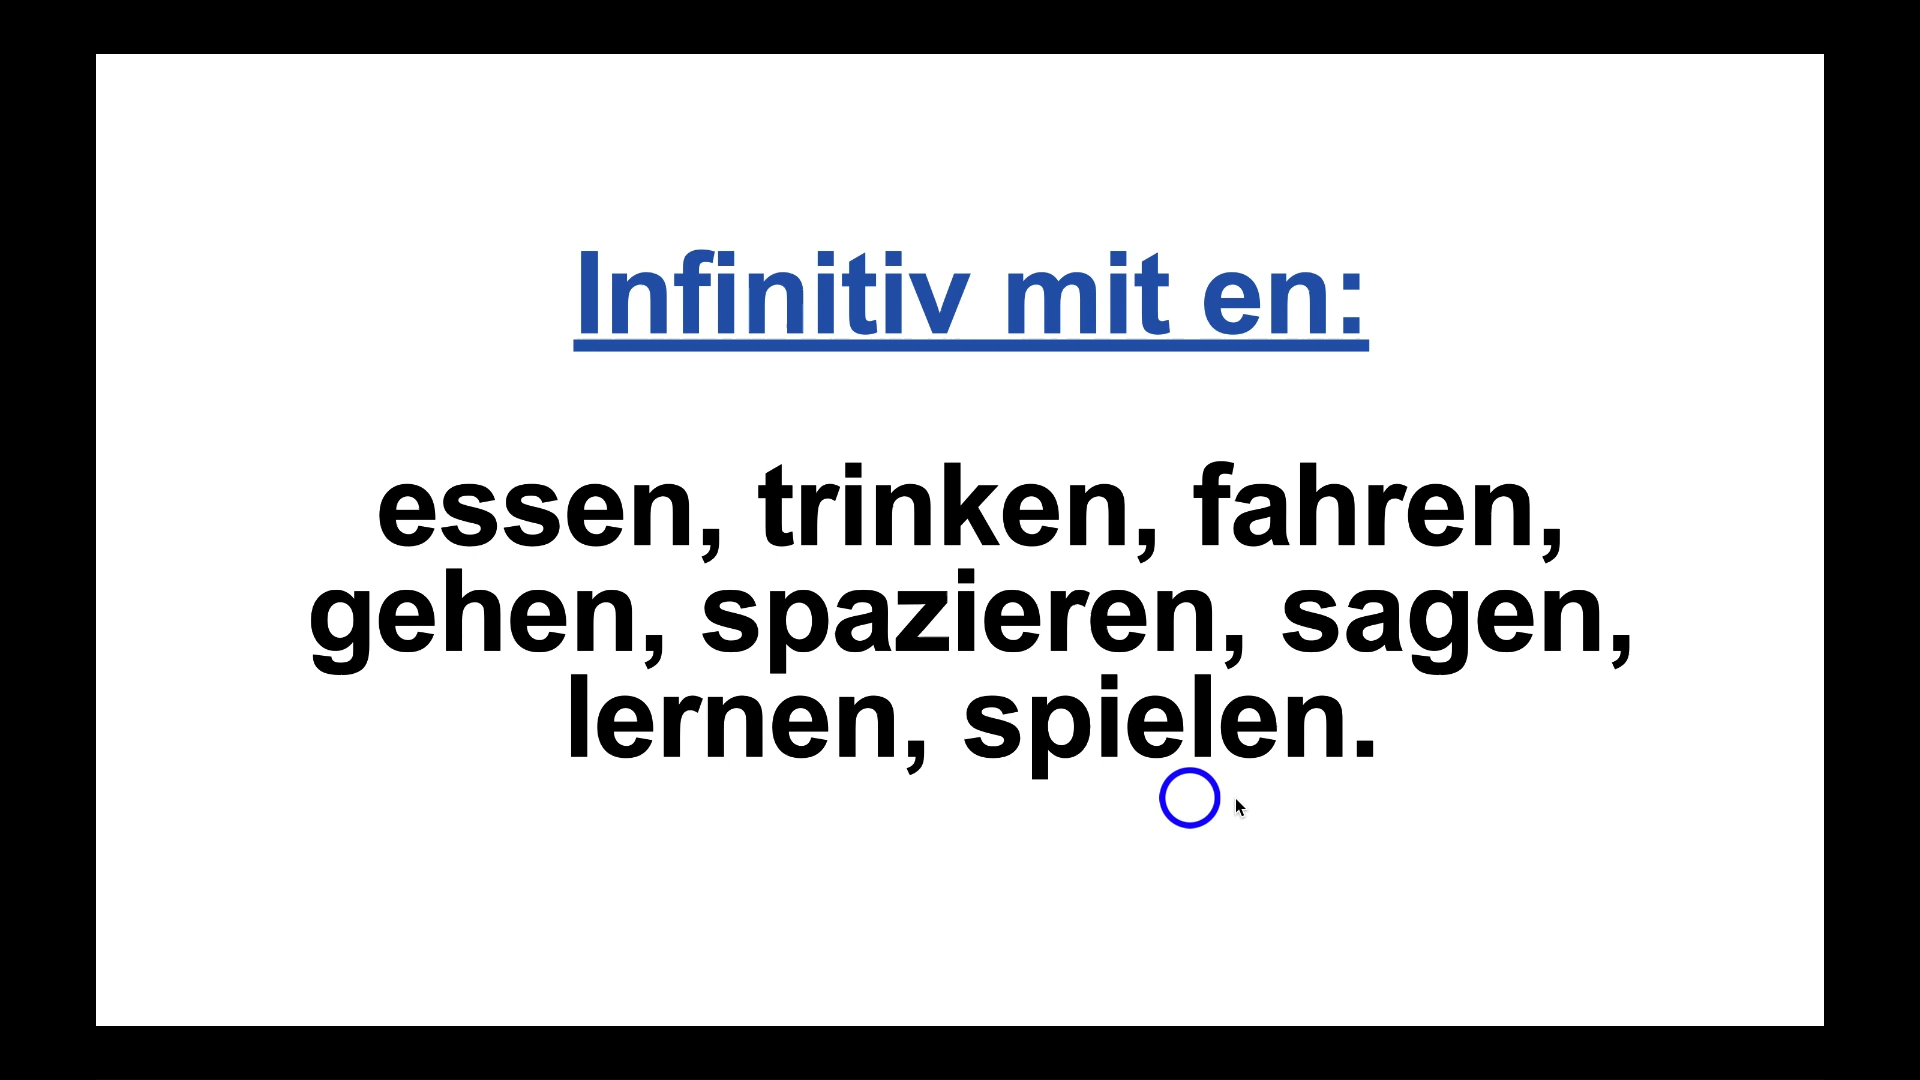 Infinitiv mit en:
essen, trinken, fahren,
gehen, spazieren, sagen,
lernen, spielen.